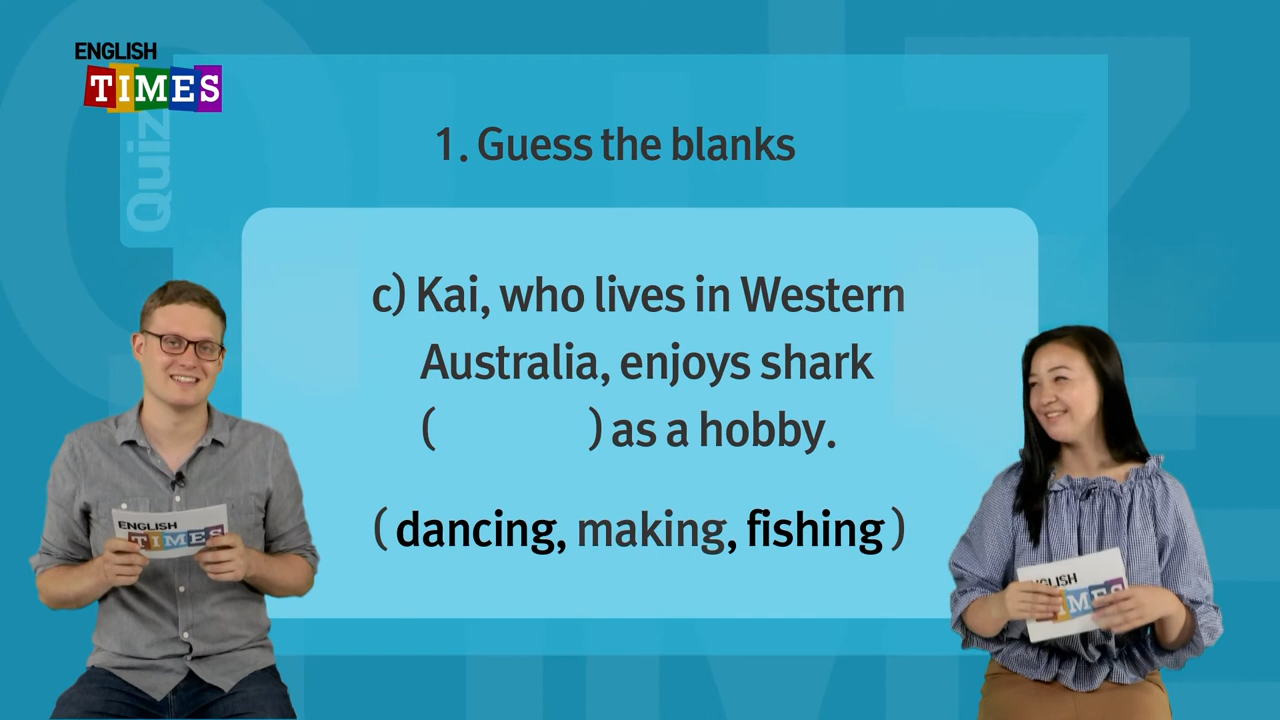 ENGLISH
TIMES
Quiz
1. Guess the blanks
c) Kai, who lives in Western
Australia, enjoys shark
( ) as a hobby.
( dancing, making, fishing )
ENGLISH
TIMES
ENGLISH
TIMES